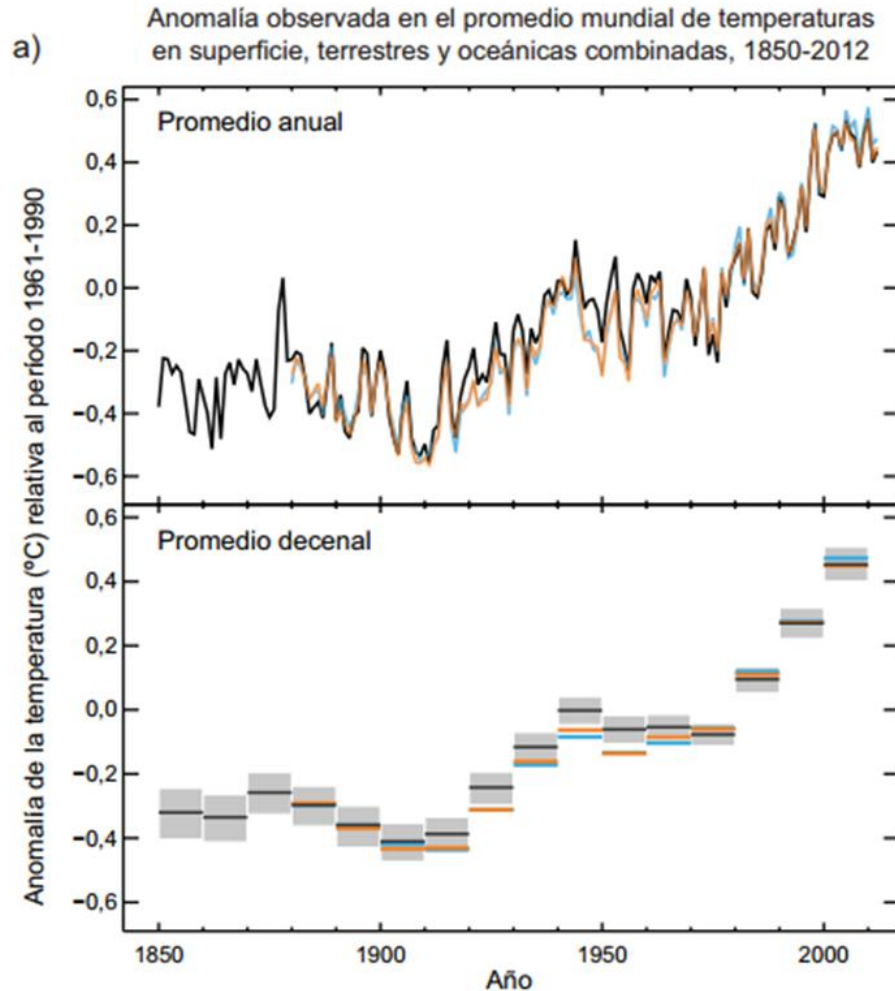 Anomalía observada en el promedio mundial de temperaturas
en superficie, terrestres y oceánicas combinadas, 1850-2012
a)
Anomalía de la temperatura (ºC) relativa al período 1961-1990
Promedio anual
0,6
0,4
0,2
0,0
−0,2
−0,4
−0,6
Promedio decenal
0,6
0,4
0,2
0,0
−0,2
−0,4
−0,6
1850 1900 1950 2000
Año